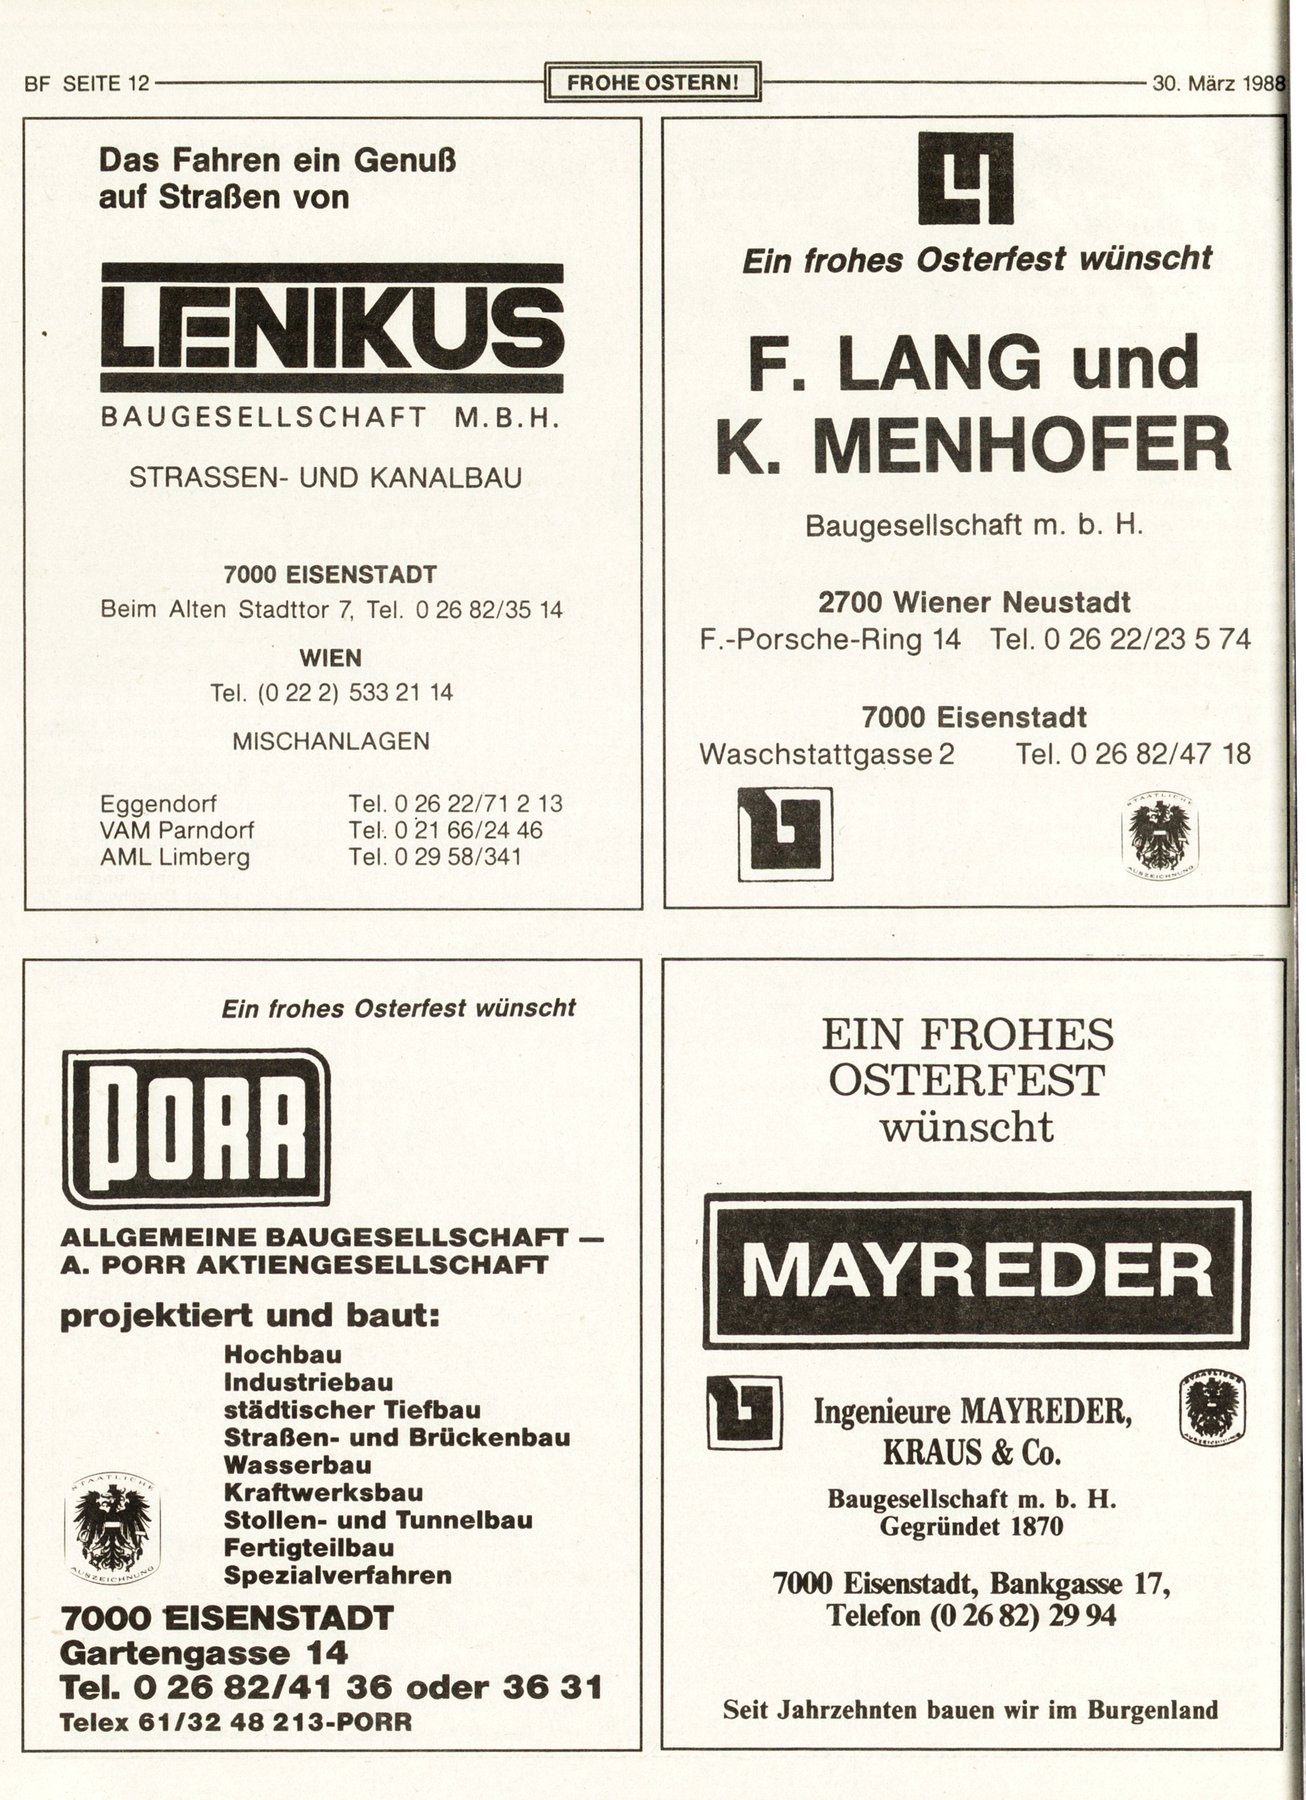 BF SEITE 12
FROHE OSTERN!
30. März 1988
Das Fahren ein Genuß
auf Straßen von
LENIKUS
BAUGESELLSCHAFT M.B.H.
STRASSEN- UND KANALBAU
7000 EISENSTADT
Beim Alten Stadttor 7, Tel. 0 26 82/35 14
WIEN
Tel. (0 22 2) 533 21 14
MISCHANLAGEN
Eggendorf Tel. 0 26 22/71 2 13
VAM Parndorf Tel. 0 21 66/24 46
AML Limberg Tel. 0 29 58/341
Ein frohes Osterfest wünscht
F. LANG und
K. MENHOFER
Baugesellschaft m. b. H.
2700 Wiener Neustadt
F.-Porsche-Ring 14 Tel. 0 26 22/23 5 74
7000 Eisenstadt
Waschstattgasse 2 Tel. 0 26 82/47 18
STAATLICHE
AUSZEICHNUNG
Ein frohes Osterfest wünscht
PORR
ALLGEMEINE BAUGESELLSCHAFT —
A. PORR AKTIENGESELLSCHAFT
projektiert und baut:
Hochbau
Industriebau
städtischer Tiefbau
Straßen- und Brückenbau
Wasserbau
Kraftwerksbau
Stollen- und Tunnelbau
Fertigteilbau
Spezialverfahren
STAATLICHE
AUSZEICHNUNG
7000 EISENSTADT
Gartengasse 14
Tel. 0 26 82/41 36 oder 36 31
Telex 61/32 48 213-PORR
EIN FROHES
OSTERFEST
wünscht
MAYREDER
STAATLICHE
AUSZEICHNUNG
Ingenieure MAYREDER,
KRAUS & Co.
Baugesellschaft m. b. H.
Gegründet 1870
7000 Eisenstadt, Bankgasse 17,
Telefon (0 26 82) 29 94
Seit Jahrzehnten bauen wir im Burgenland